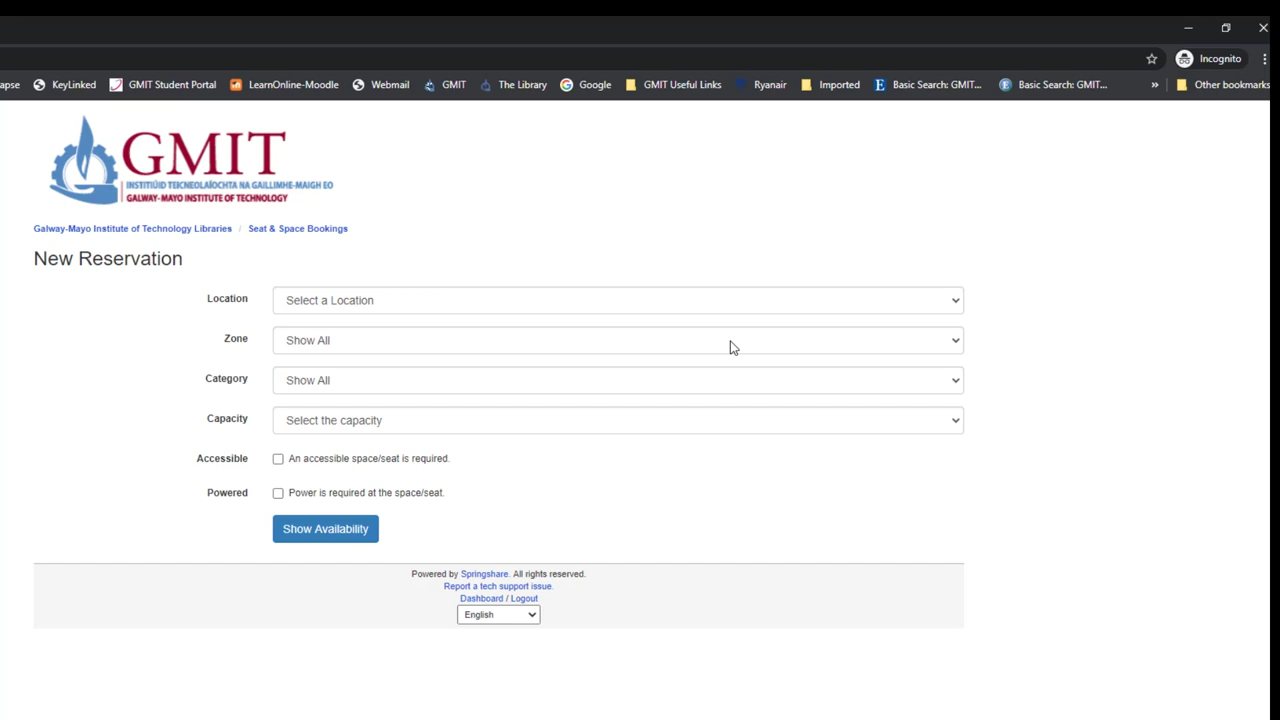 Incognito
apse KeyLinked GMIT Student Portal LearnOnline-Moodle Webmail GMIT The Library Google GMIT Useful Links Ryanair Imported Basic Search: GMIT... Basic Search: GMIT... » Other bookmarks
GMIT
INSTITIÚID TEICNEOLAÍOCHTA NA GAILLIMHE-MAIGH EO
GALWAY-MAYO INSTITUTE OF TECHNOLOGY
Galway-Mayo Institute of Technology Libraries / Seat & Space Bookings
New Reservation
Location Select a Location
Zone Show All
Category Show All
Capacity Select the capacity
Accessible An accessible space/seat is required.
Powered Power is required at the space/seat.
Show Availability
Powered by Springshare. All rights reserved.
Report a tech support issue.
Dashboard / Logout
English